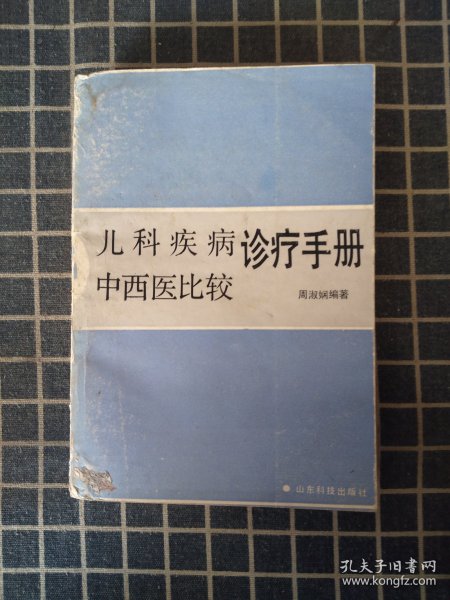 儿科疾病
中西医比较
诊疗手册
周淑娴编著
山东科技出版社
孔夫子旧书网
www.kongfz.com